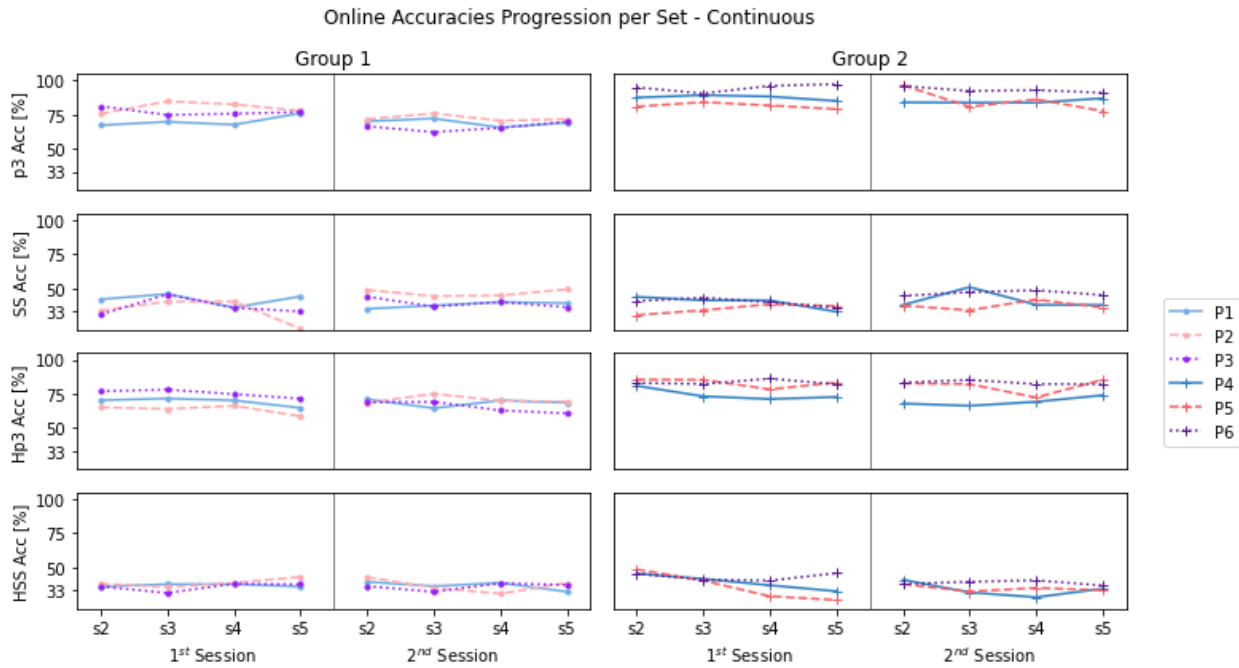 Online Accuracies Progression per Set - Continuous
Group 1
Group 2
p3 Acc [%]
100
75
50
33
SS Acc [%]
100
75
50
33
Hp3 Acc [%]
100
75
50
33
HSS Acc [%]
100
75
50
33
s2 s3 s4 s5 s2 s3 s4 s5 s2 s3 s4 s5 s2 s3 s4 s5
1st Session 2nd Session 1st Session 2nd Session
P1
P2
P3
P4
P5
P6